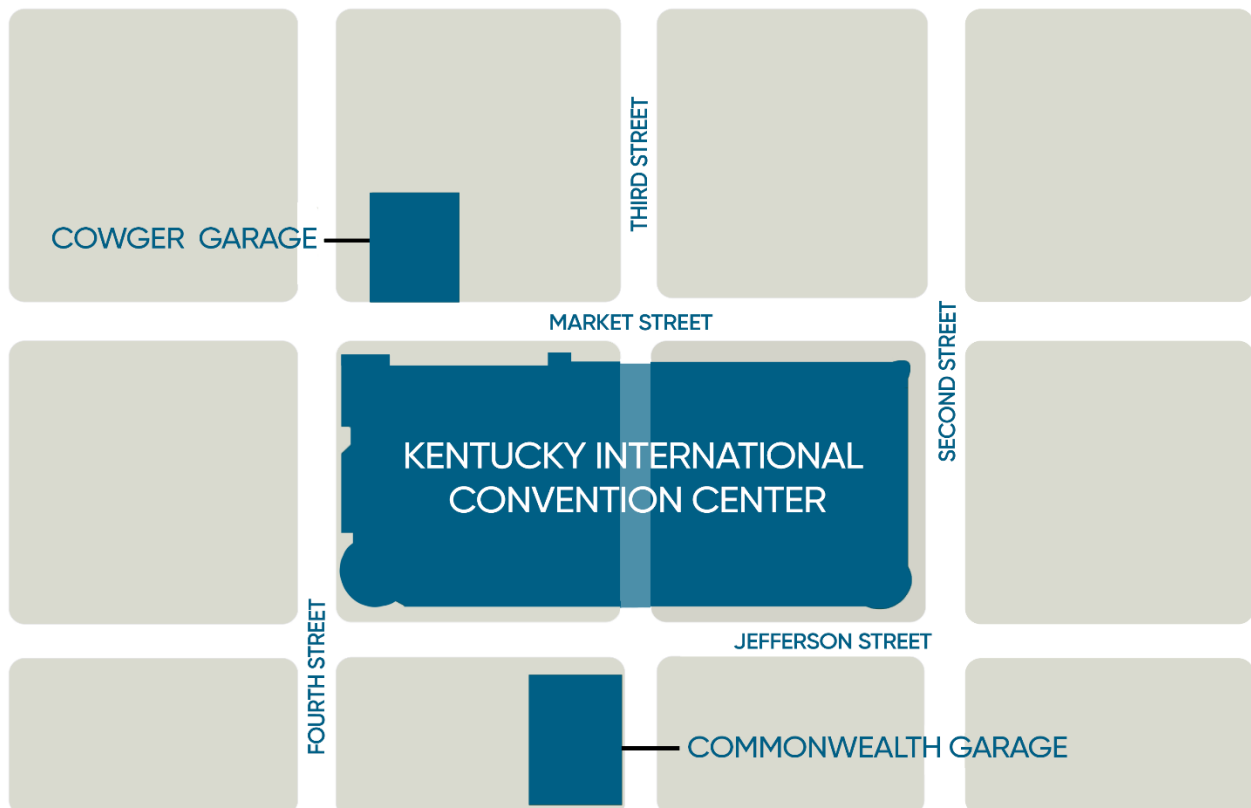 THIRD STREET
COWGER GARAGE
MARKET STREET
SECOND STREET
KENTUCKY INTERNATIONAL
CONVENTION CENTER
FOURTH STREET
JEFFERSON STREET
COMMONWEALTH GARAGE